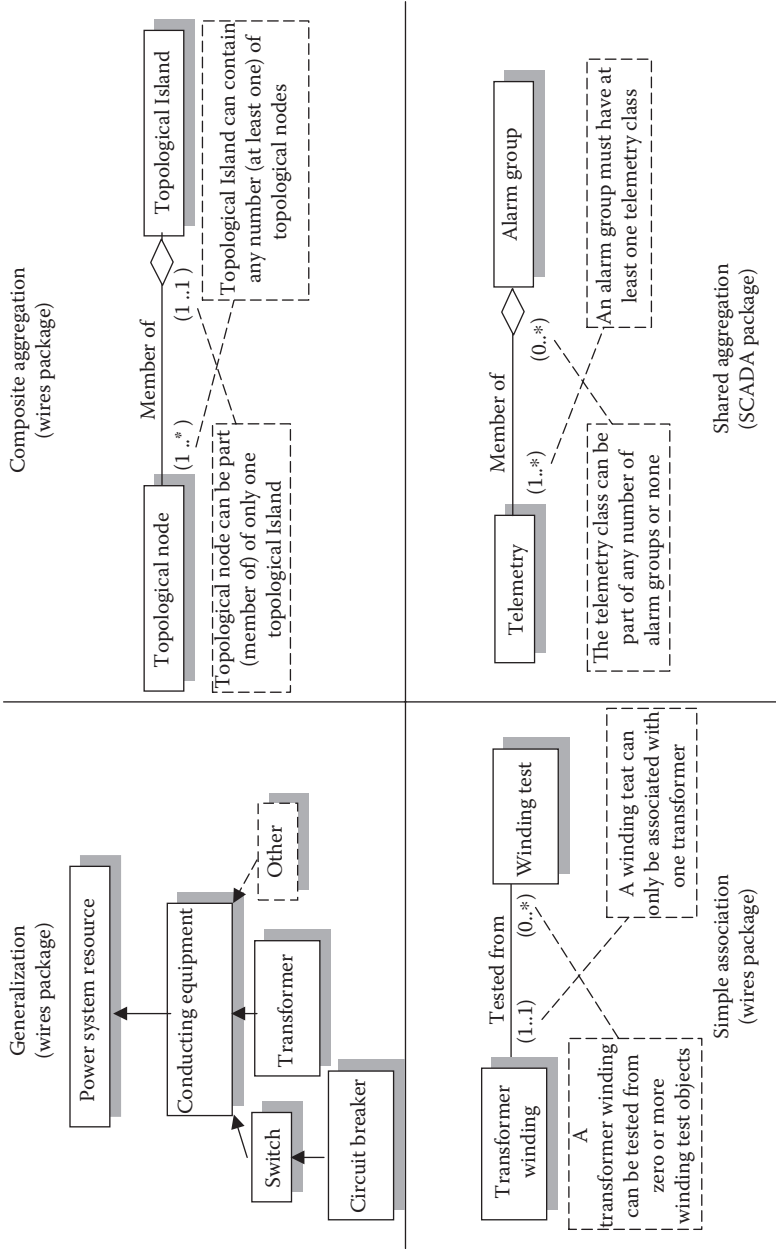 Generalization
(wires package)
Power system resource
Conducting equipment
Switch
Transformer
Other
Circuit breaker
Composite aggregation
(wires package)
Topological node
Member of
(1 ..*)
(1 ..1)
Topological Island
Topological node can be part
(member of) of only one
topological Island
Topological Island can contain
any number (at least one) of
topological nodes
Transformer
winding
Tested from
(1..1)
(0..*)
Winding test
A
transformer winding
can be tested from
zero or more
winding test objects
A winding teat can
only be associated with
one transformer
Simple association
(wires package)
Telemetry
Member of
(1..*)
(0..*)
Alarm group
The telemetry class can be
part of any number of
alarm groups or none
An alarm group must have at
least one telemetry class
Shared aggregation
(SCADA package)